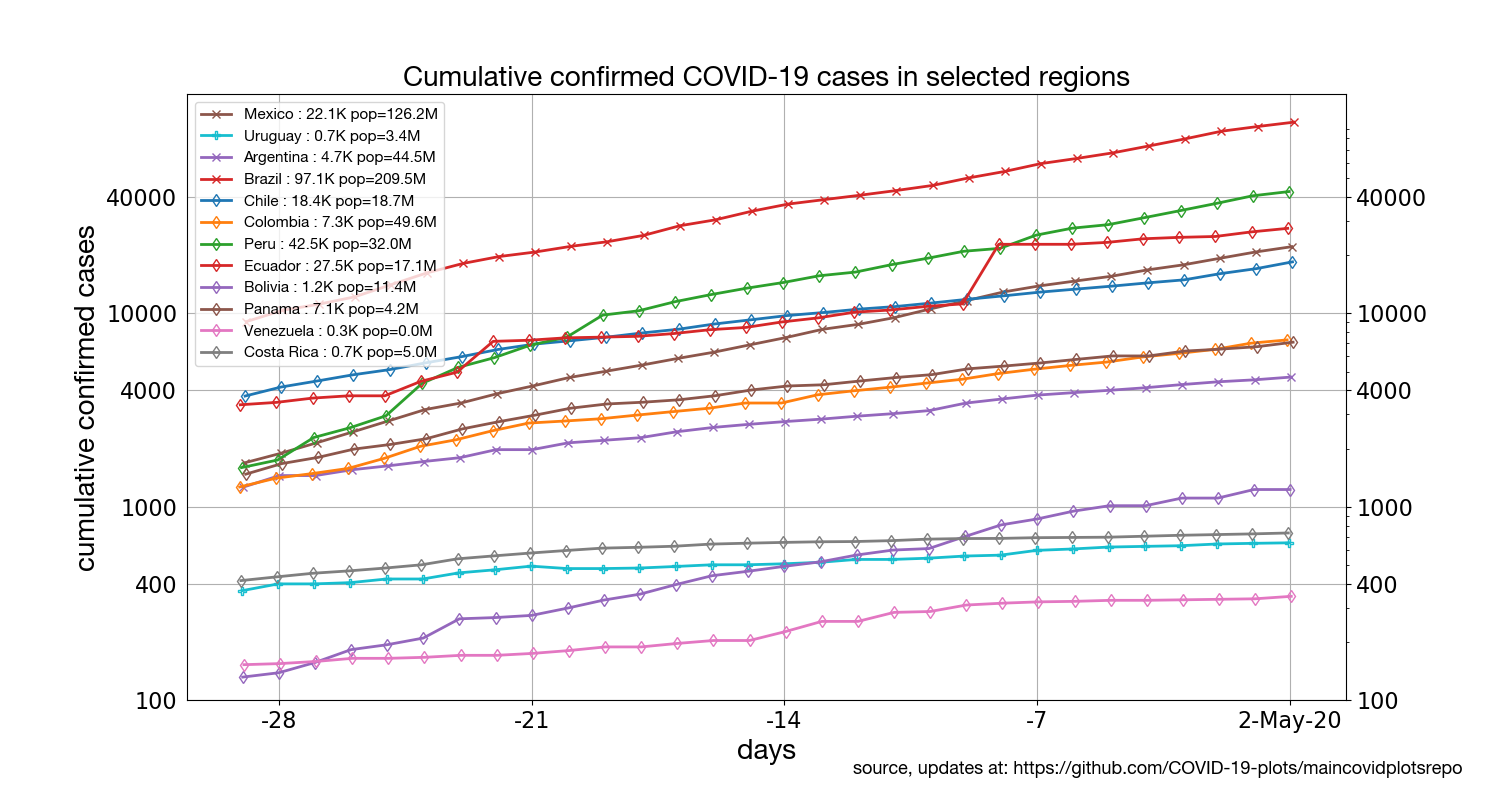 Cumulative confirmed COVID-19 cases in selected regions
Mexico : 22.1K pop=126.2M
Uruguay : 0.7K pop=3.4M
Argentina : 4.7K pop=44.5M
Brazil : 97.1K pop=209.5M
Chile : 18.4K pop=18.7M
Colombia : 7.3K pop=49.6M
Peru : 42.5K pop=32.0M
Ecuador : 27.5K pop=17.1M
Bolivia : 1.2K pop=11.4M
Panama : 7.1K pop=4.2M
Venezuela : 0.3K pop=0.0M
Costa Rica : 0.7K pop=5.0M
cumulative confirmed cases
40000
10000
4000
1000
400
100
40000
10000
4000
1000
400
100
-28
-21
-14
-7
2-May-20
days
source, updates at: https://github.com/COVID-19-plots/maincovidplotsrepo